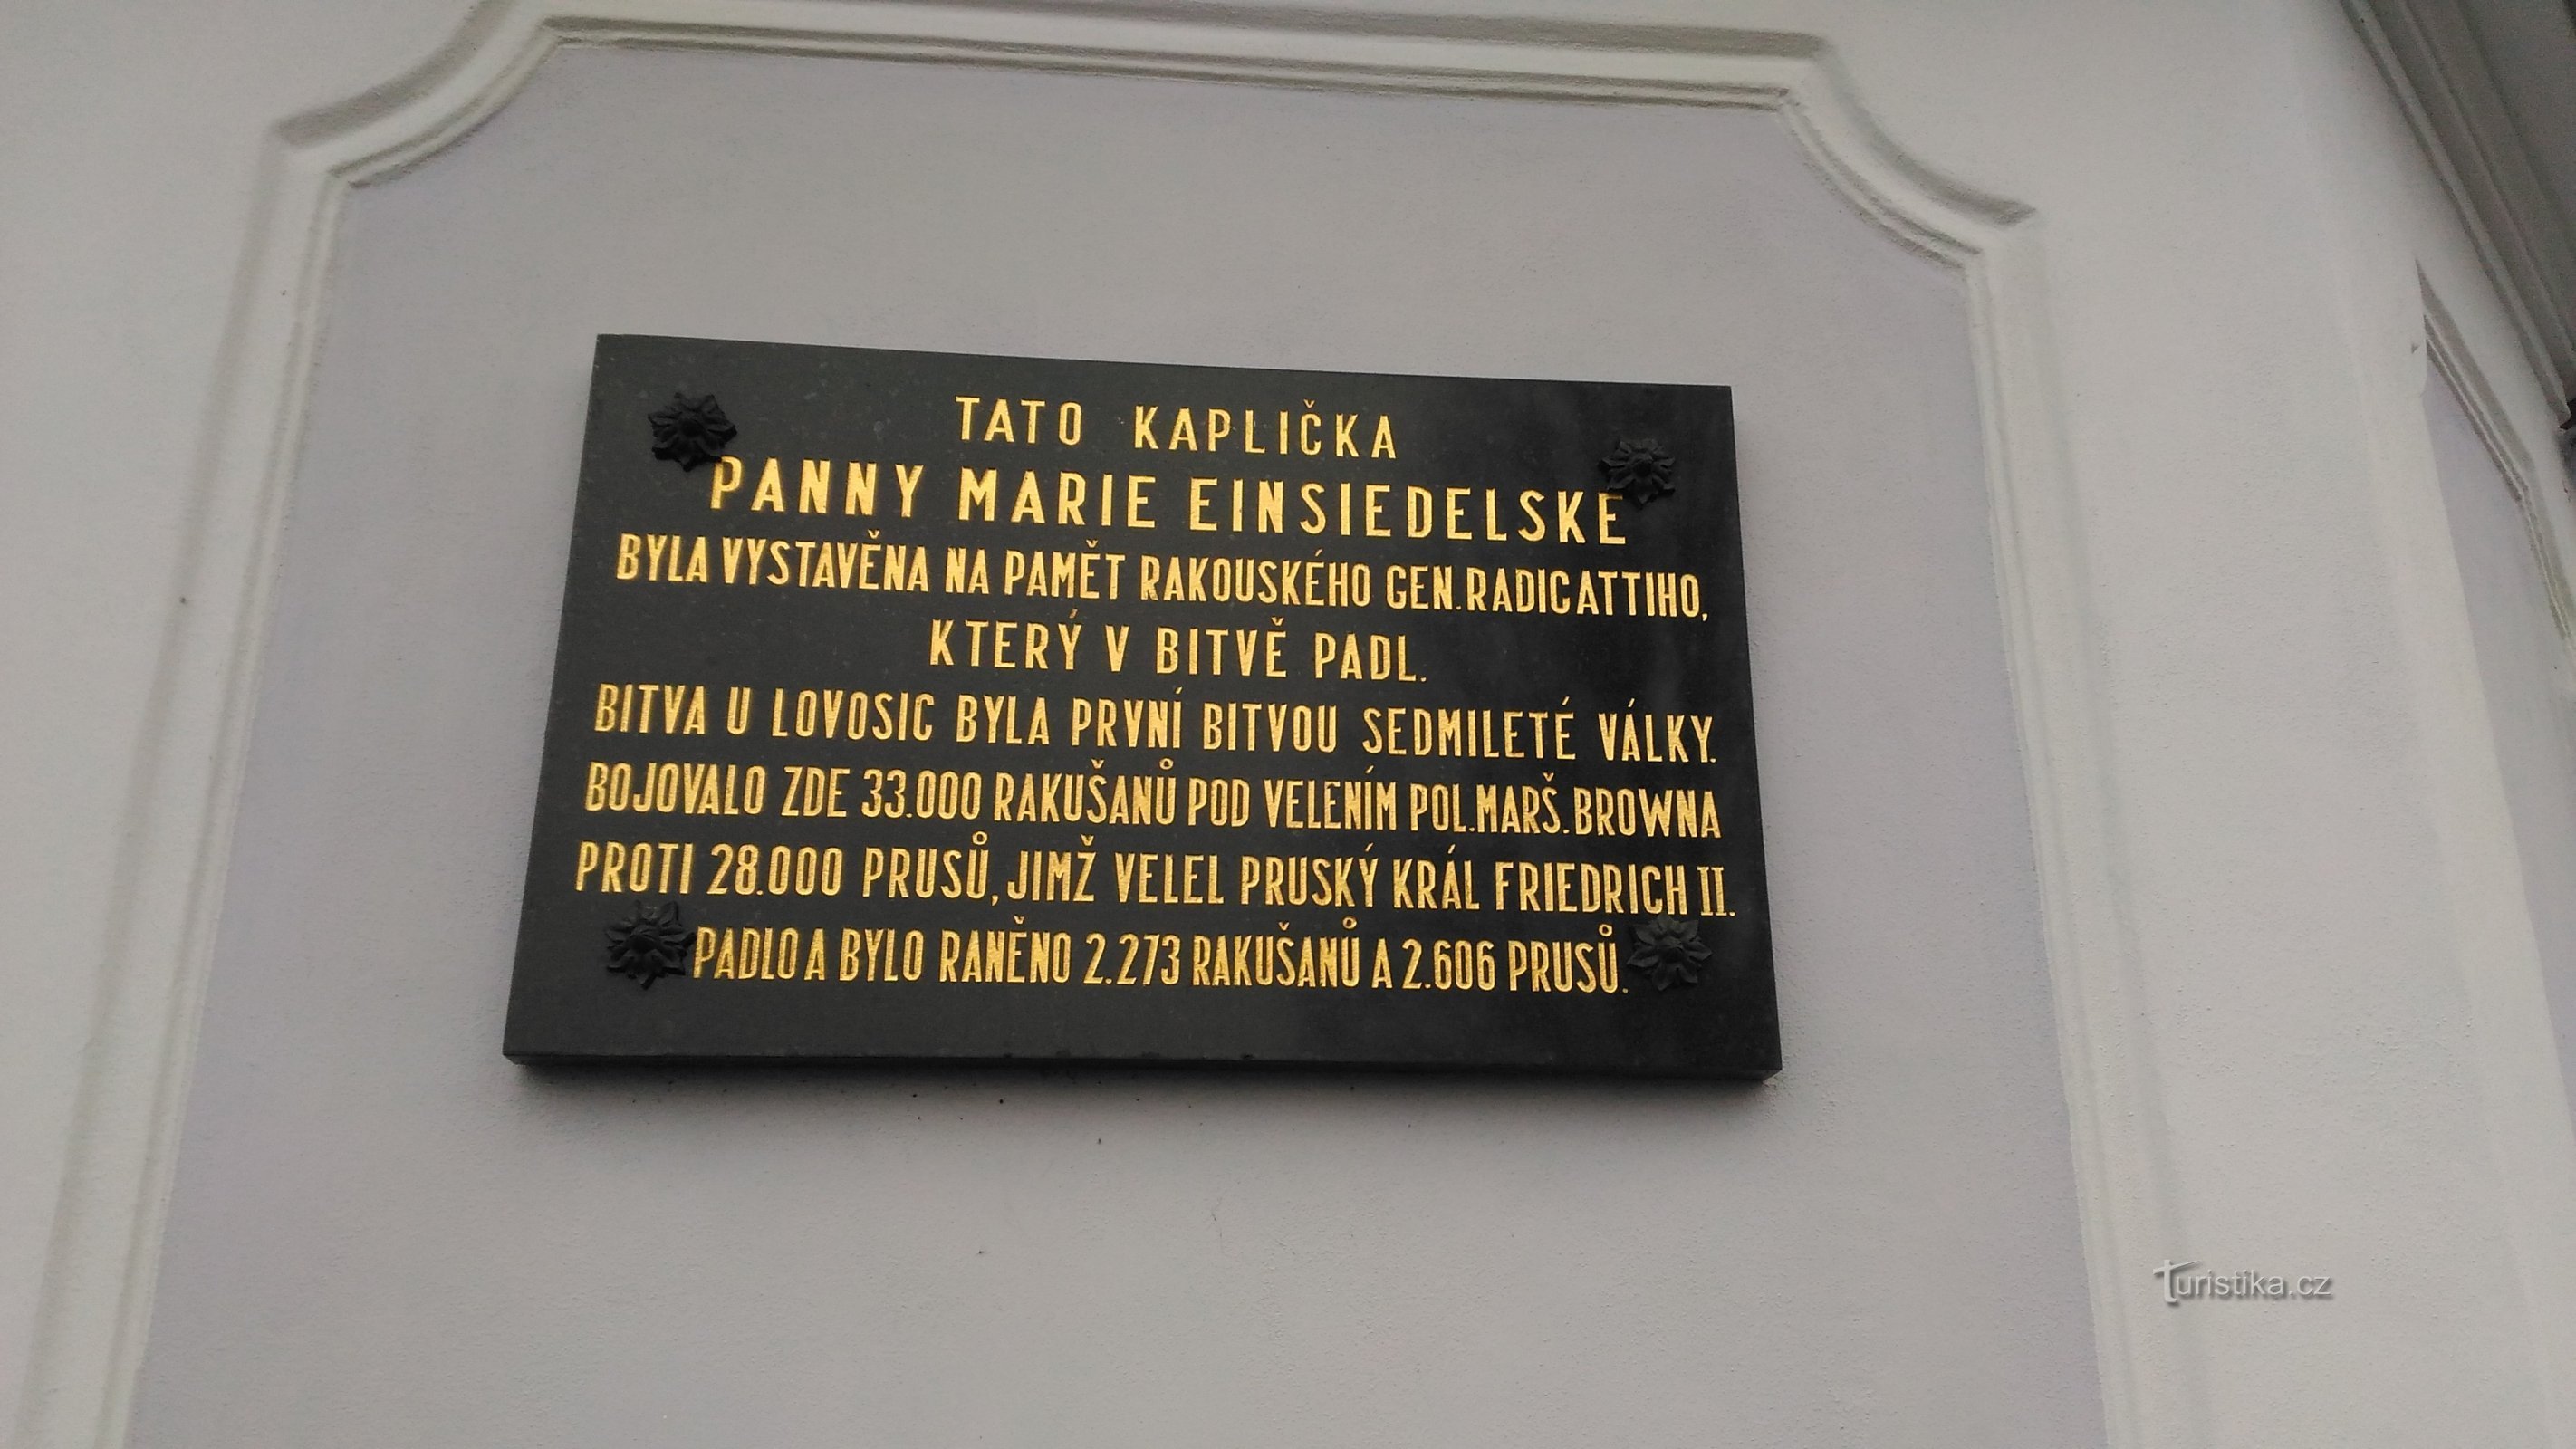 TATO KAPLIČKA
PANNY MARIE EINSIEDELSKE
BYLA VYSTAVĚNA NA PAMĚT RAKOUSKÉHO GEN. RADICATTIHO,
KTERÝ V BITVĚ PADL.
BITVA U LOVOSIC BYLA PRVNÍ BITVOU SEDMILETÉ VÁLKY.
BOJOVALO ZDE 33.000 RAKUŠANŮ POD VELENÍM POL.MARŠ.BROWNA
PROTI 28.000 PRUSŮ, JIMŽ VELEL PRUSKÝ KRÁL FRIEDRICH II.
PADLO A BYLO RANĚNO 2.273 RAKUŠANŮ A 2.606 PRUSŮ.
Turistika.cz